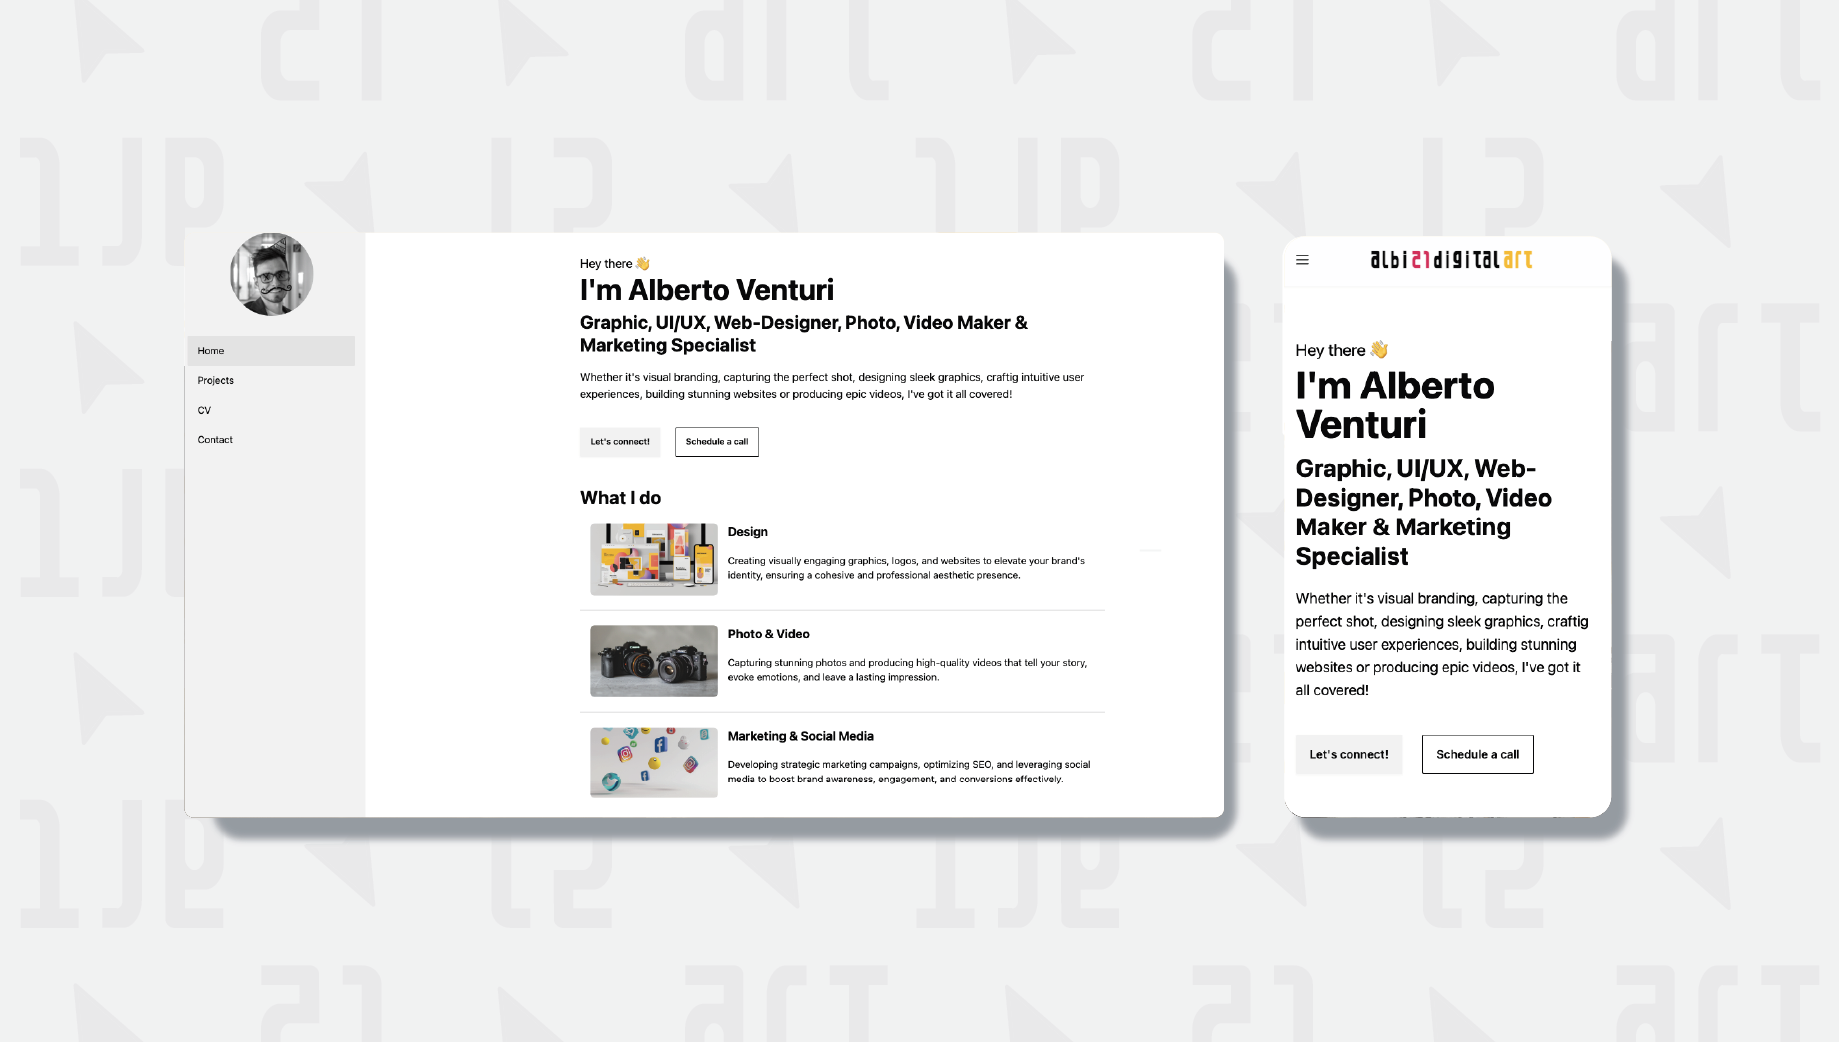 Home
Projects
CV
Contact
Hey there 👋
I'm Alberto Venturi
Graphic, UI/UX, Web-Designer, Photo, Video Maker &
Marketing Specialist
Whether it's visual branding, capturing the perfect shot, designing sleek graphics, craftig intuitive user
experiences, building stunning websites or producing epic videos, I've got it all covered!
Let's connect!
Schedule a call
What I do
Design
Creating visually engaging graphics, logos, and websites to elevate your brand's
identity, ensuring a cohesive and professional aesthetic presence.
Photo & Video
Capturing stunning photos and producing high-quality videos that tell your story,
evoke emotions, and leave a lasting impression.
Marketing & Social Media
Developing strategic marketing campaigns, optimizing SEO, and leveraging social
media to boost brand awareness, engagement, and conversions effectively.
albi21digitalart
Hey there 👋
I'm Alberto
Venturi
Graphic, UI/UX, Web-
Designer, Photo, Video
Maker & Marketing
Specialist
Whether it's visual branding, capturing the
perfect shot, designing sleek graphics, craftig
intuitive user experiences, building stunning
websites or producing epic videos, I've got it
all covered!
Let's connect!
Schedule a call